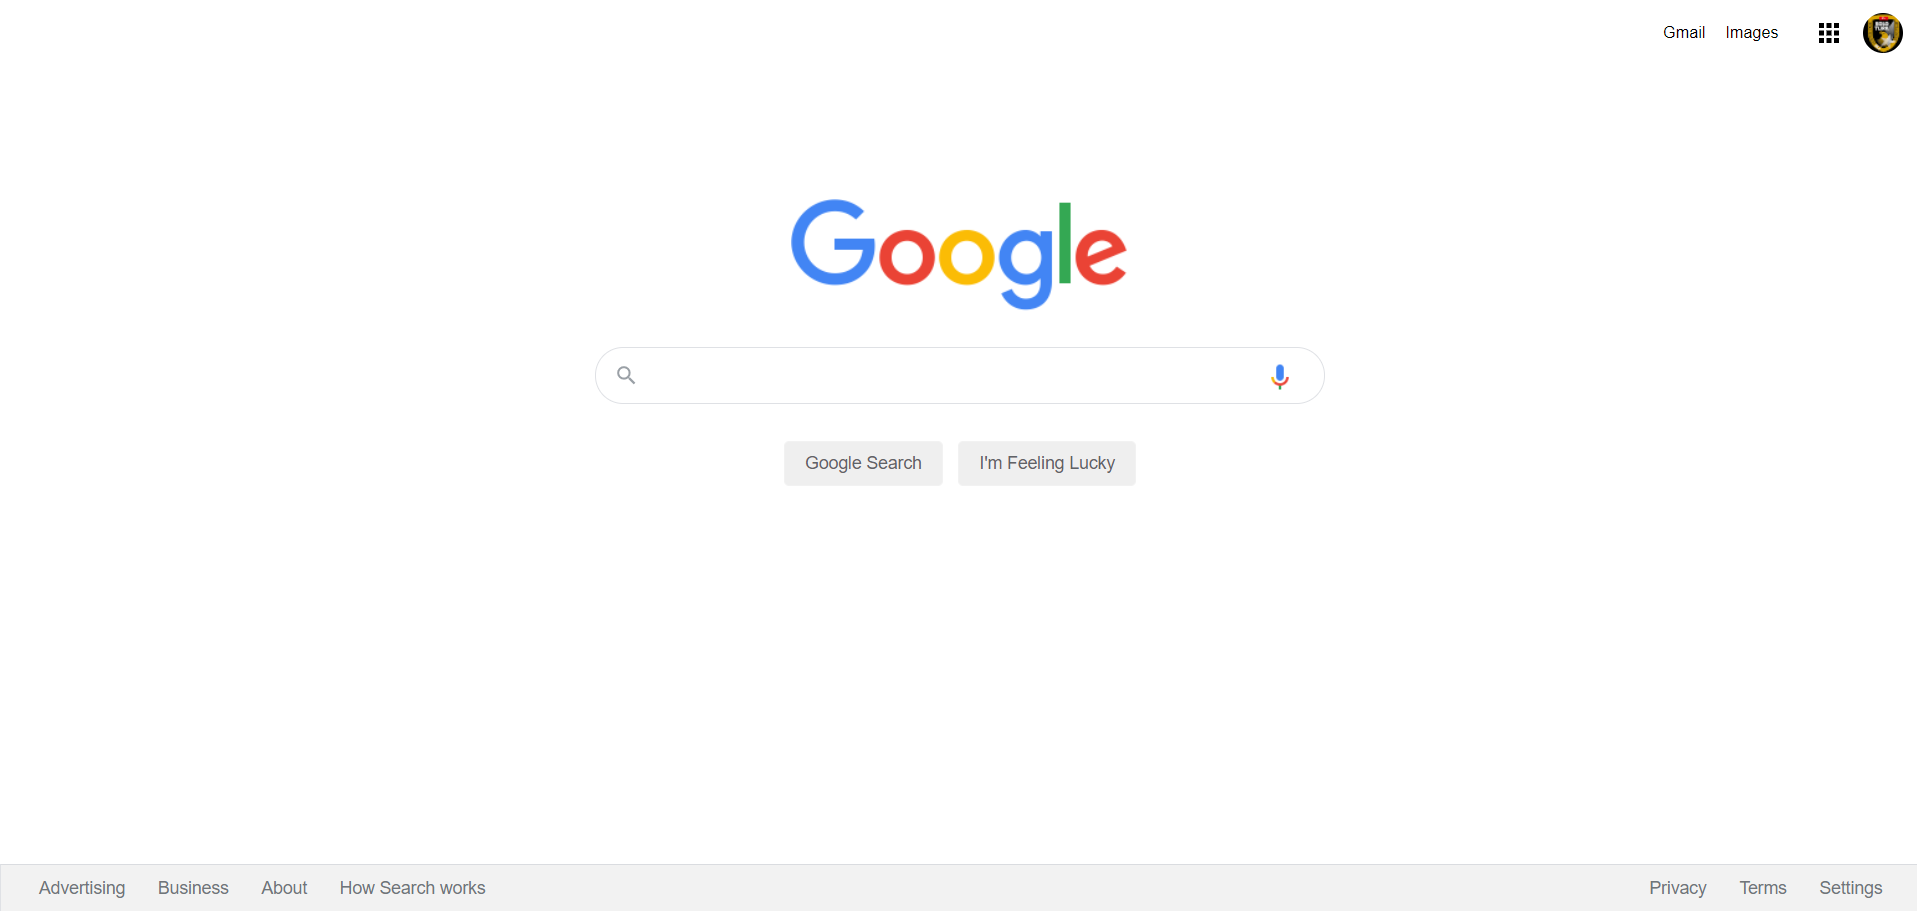 Gmail Images
Google
Google Search I'm Feeling Lucky
Advertising Business About How Search works Privacy Terms Settings